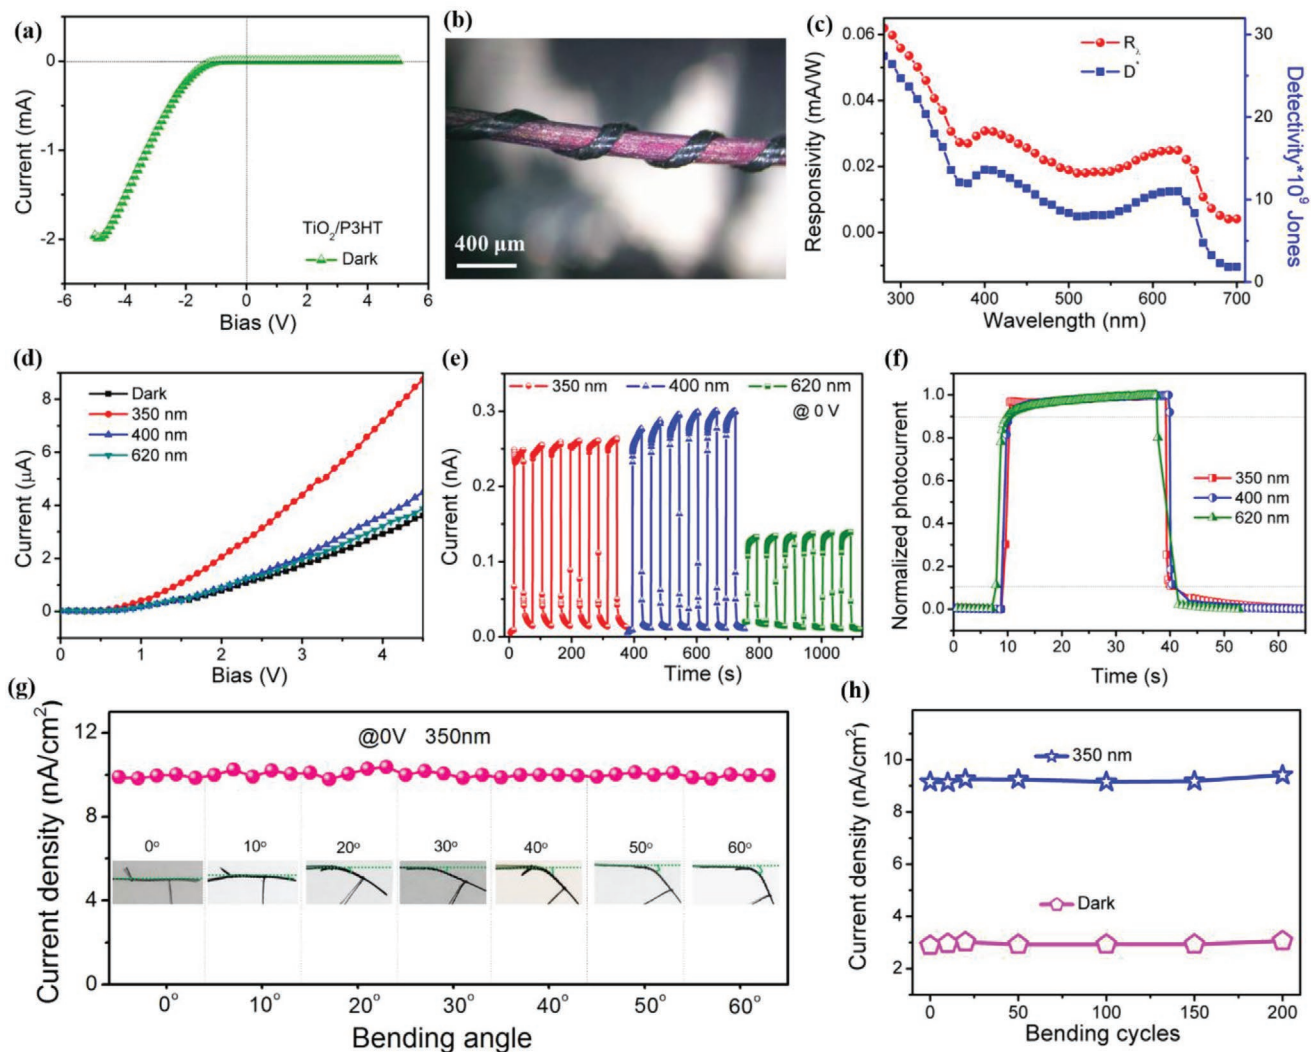 (a)
Current (mA)
0
-1
-2
-6 -4 -2 0 2 4 6
Bias (V)
TiO2/P3HT
Dark
(b)
400 μm
(c)
Responsivity (mA/W)
0.06
0.04
0.02
0.00
300 400 500 600 700
Wavelength (nm)
Rλ
D*
30
20
10
0
Detectivity*10^9 Jones
(d)
Current (μA)
8
6
4
2
0
0 1 2 3 4
Bias (V)
Dark
350 nm
400 nm
620 nm
(e)
Current (nA)
0.3
0.2
0.1
0.0
0 200 400 600 800 1000
Time (s)
350 nm 400 nm 620 nm
@ 0 V
(f)
Normalized photocurrent
1.0
0.8
0.6
0.4
0.2
0.0
0 10 20 30 40 50 60
Time (s)
350 nm
400 nm
620 nm
(g)
Current density (nA/cm²)
12
8
4
0
@0V 350nm
0° 10° 20° 30° 40° 50° 60°
0° 10° 20° 30° 40° 50° 60°
Bending angle
(h)
Current density (nA/cm²)
10
8
6
4
2
350 nm
Dark
0 50 100 150 200
Bending cycles